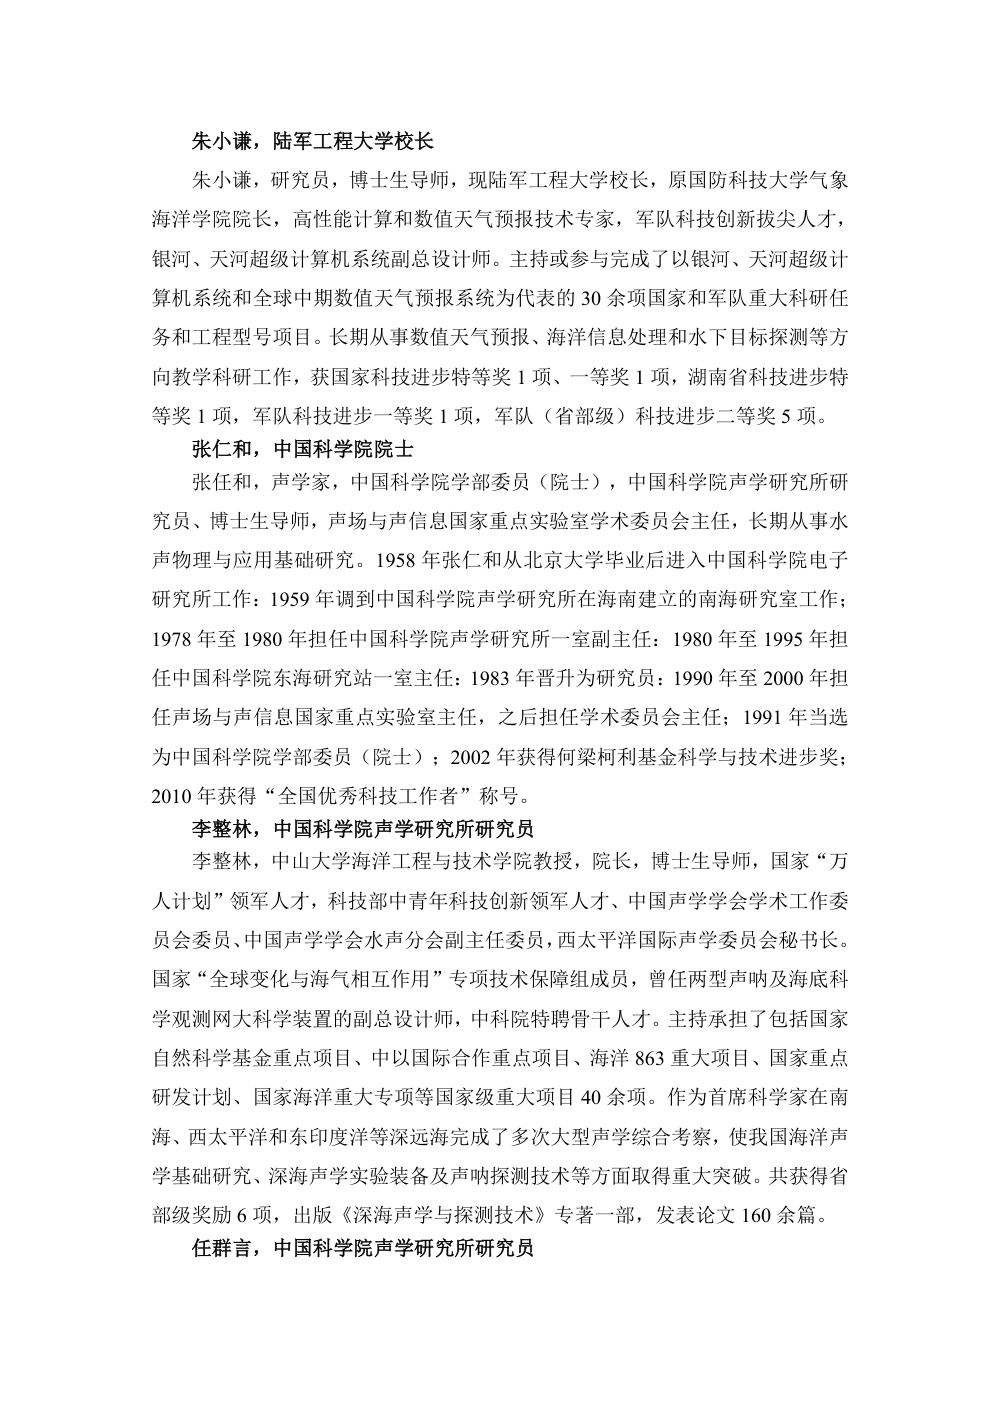 朱小谦，陆军工程大学校长
朱小谦，研究员，博士生导师，现陆军工程大学校长，原国防科技大学气象
海洋学院院长，高性能计算和数值天气预报技术专家，军队科技创新拔尖人才，
银河、天河超级计算机系统副总设计师。主持或参与完成了以银河、天河超级计
算机系统和全球中期数值天气预报系统为代表的 30 余项国家和军队重大科研任
务和工程型号项目。长期从事数值天气预报、海洋信息处理和水下目标探测等方
向教学科研工作，获国家科技进步特等奖 1 项、一等奖 1 项，湖南省科技进步特
等奖 1 项，军队科技进步一等奖 1 项，军队（省部级）科技进步二等奖 5 项。
张仁和，中国科学院院士
张任和，声学家，中国科学院学部委员（院士），中国科学院声学研究所研
究员、博士生导师，声场与声信息国家重点实验室学术委员会主任，长期从事水
声物理与应用基础研究。1958 年张仁和从北京大学毕业后进入中国科学院电子
研究所工作：1959 年调到中国科学院声学研究所在海南建立的南海研究室工作；
1978 年至 1980 年担任中国科学院声学研究所一室副主任：1980 年至 1995 年担
任中国科学院东海研究站一室主任：1983 年晋升为研究员：1990 年至 2000 年担
任声场与声信息国家重点实验室主任，之后担任学术委员会主任；1991 年当选
为中国科学院学部委员（院士）；2002 年获得何梁柯利基金科学与技术进步奖；
2010 年获得“全国优秀科技工作者”称号。
李整林，中国科学院声学研究所研究员
李整林，中山大学海洋工程与技术学院教授，院长，博士生导师，国家“万
人计划”领军人才，科技部中青年科技创新领军人才、中国声学学会学术工作委
员会委员、中国声学学会水声分会副主任委员，西太平洋国际声学委员会秘书长。
国家“全球变化与海气相互作用”专项技术保障组成员，曾任两型声呐及海底科
学观测网大科学装置的副总设计师，中科院特聘骨干人才。主持承担了包括国家
自然科学基金重点项目、中以国际合作重点项目、海洋 863 重大项目、国家重点
研发计划、国家海洋重大专项等国家级重大项目 40 余项。作为首席科学家在南
海、西太平洋和东印度洋等深远海完成了多次大型声学综合考察，使我国海洋声
学基础研究、深海声学实验装备及声呐探测技术等方面取得重大突破。共获得省
部级奖励 6 项，出版《深海声学与探测技术》专著一部，发表论文 160 余篇。
任群言，中国科学院声学研究所研究员